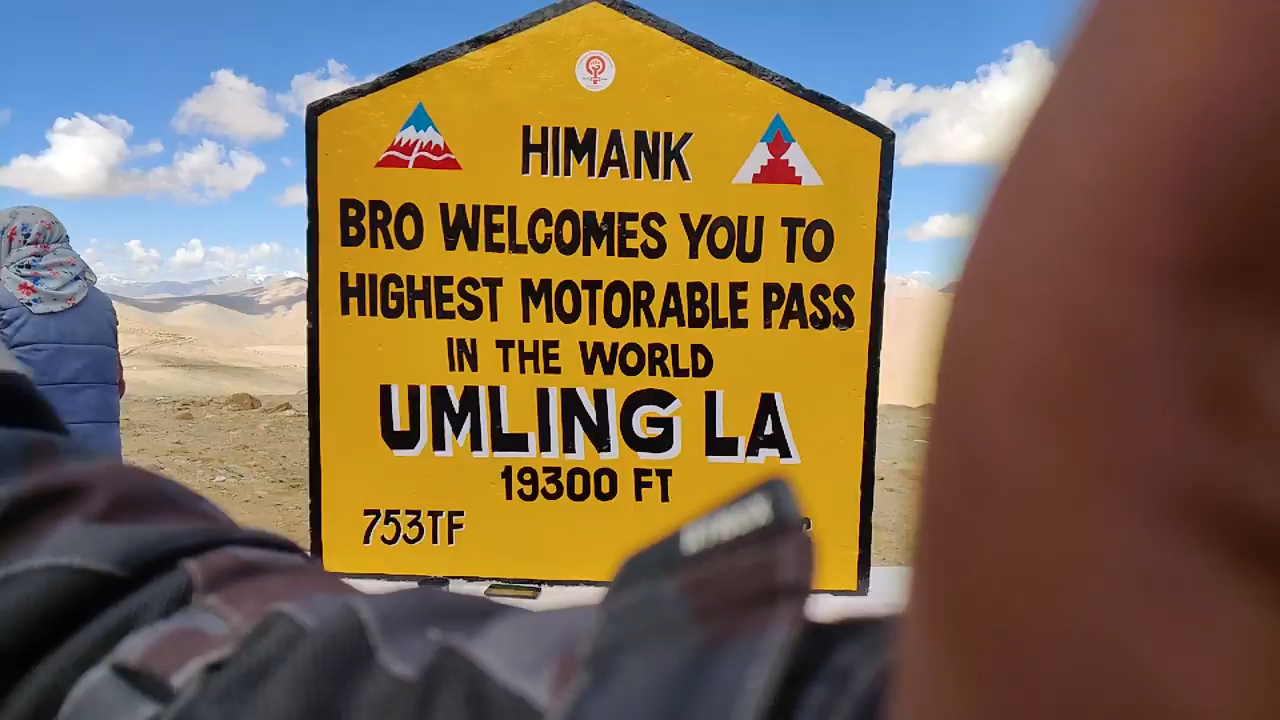 HIMANK
BRO WELCOMES YOU TO
HIGHEST MOTORABLE PASS
IN THE WORLD
UMLING LA
19300 FT
753TF